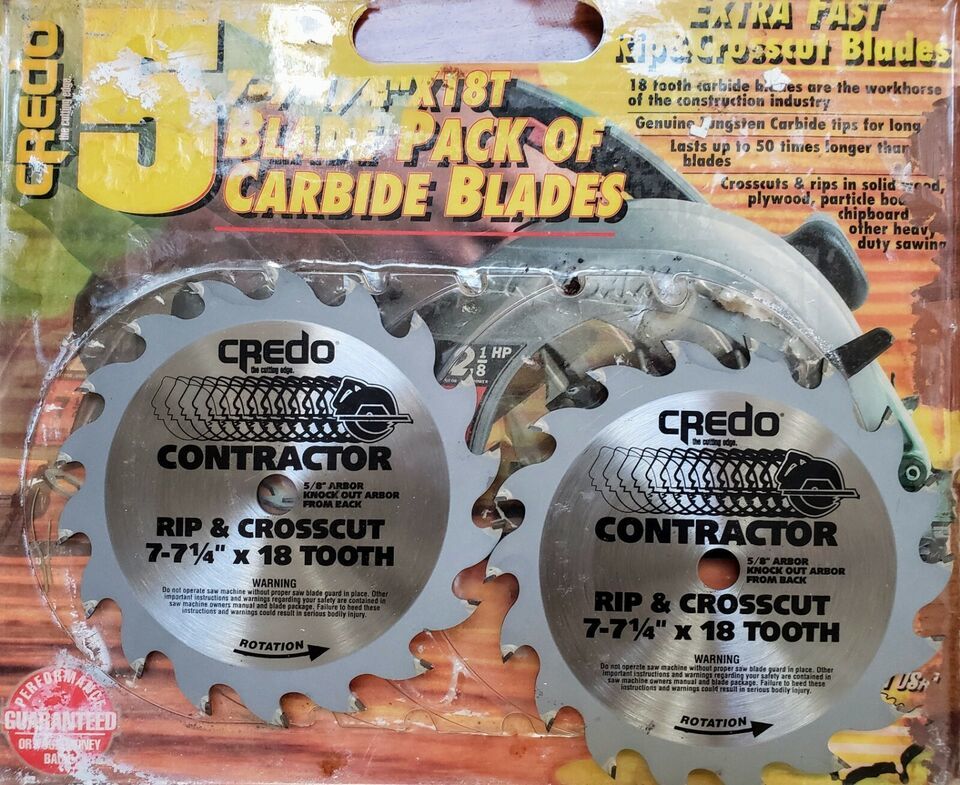 CREDO
the cutting edge.
5
7-7 1/4" X 18T
BLADE PACK OF
CARBIDE BLADES
EXTRA FAST
Rip & Crosscut Blades
18 tooth carbide blades are the workhorse
of the construction industry
Genuine Tungsten Carbide tips for long
Lasts up to 50 times longer than
blades
Crosscuts & rips in solid wood,
plywood, particle
chipboard
other heavy
duty sawing
2 1/8 HP
CREDO®
the cutting edge.
CONTRACTOR
5/8" ARBOR
KNOCK OUT ARBOR
FROM BACK
RIP & CROSSCUT
7-7¼" x 18 TOOTH
WARNING
Do not operate saw machine without proper saw blade guard in place. Other
important instructions and warnings regarding your safety are contained in
saw machine owners manual and blade package. Failure to heed these
instructions and warnings could result in serious bodily injury.
ROTATION
CREDO®
the cutting edge.
CONTRACTOR
5/8" ARBOR
KNOCK OUT ARBOR
FROM BACK
RIP & CROSSCUT
7-7¼" x 18 TOOTH
WARNING
Do not operate saw machine without proper saw blade guard in place. Other
important instructions and warnings regarding your safety are contained in
saw machine owners manual and blade package. Failure to heed these
instructions and warnings could result in serious bodily injury.
ROTATION
PERFORMANCE
GUARANTEED
OR YOUR MONEY
BACK
USA